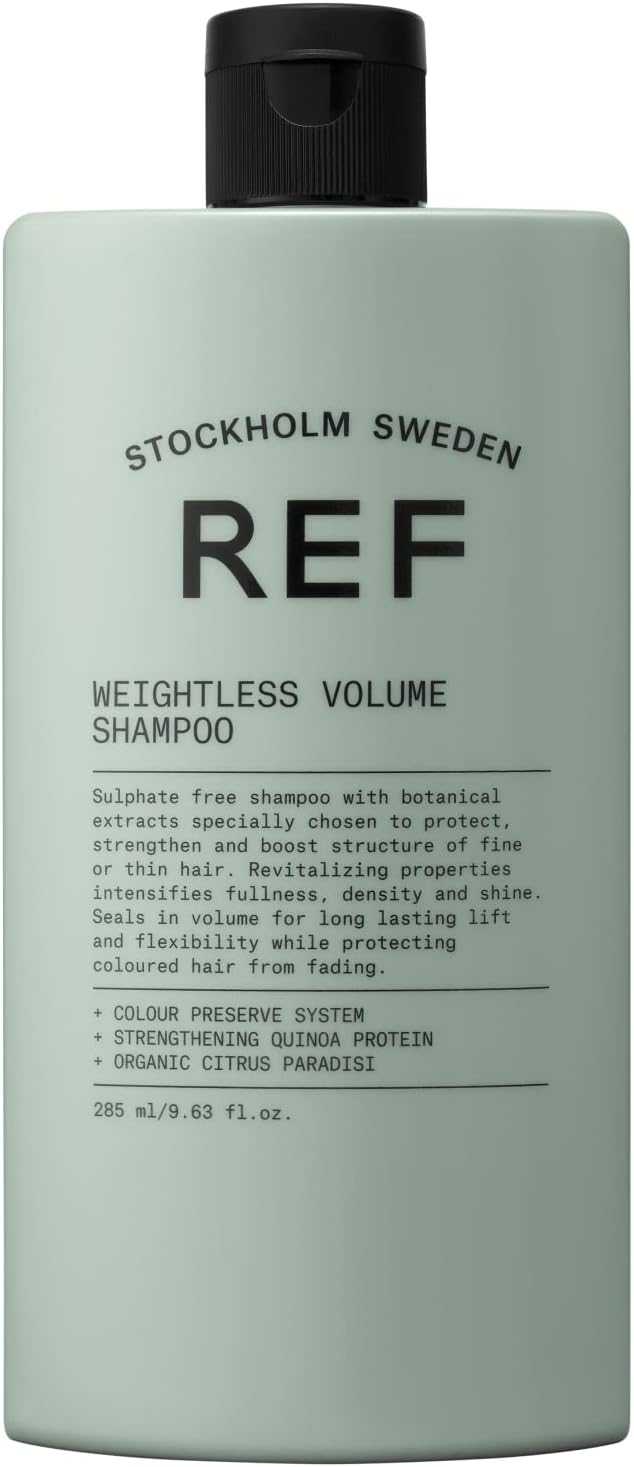 STOCKHOLM SWEDEN
REF
WEIGHTLESS VOLUME
SHAMPOO
Sulphate free shampoo with botanical
extracts specially chosen to protect,
strengthen and boost structure of fine
or thin hair. Revitalizing properties
intensifies fullness, density and shine.
Seals in volume for long lasting lift
and flexibility while protecting
coloured hair from fading.
+ COLOUR PRESERVE SYSTEM
+ STRENGTHENING QUINOA PROTEIN
+ ORGANIC CITRUS PARADISI
285 ml/9.63 fl.oz.